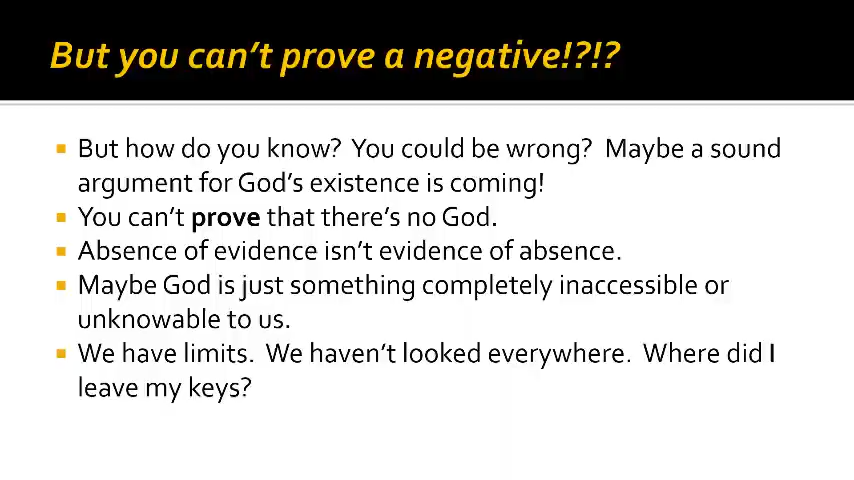 But you can't prove a negative!?!?
But how do you know?  You could be wrong?  Maybe a sound
argument for God's existence is coming!
You can't prove that there's no God.
Absence of evidence isn't evidence of absence.
Maybe God is just something completely inaccessible or
unknowable to us.
We have limits.  We haven't looked everywhere.  Where did I
leave my keys?